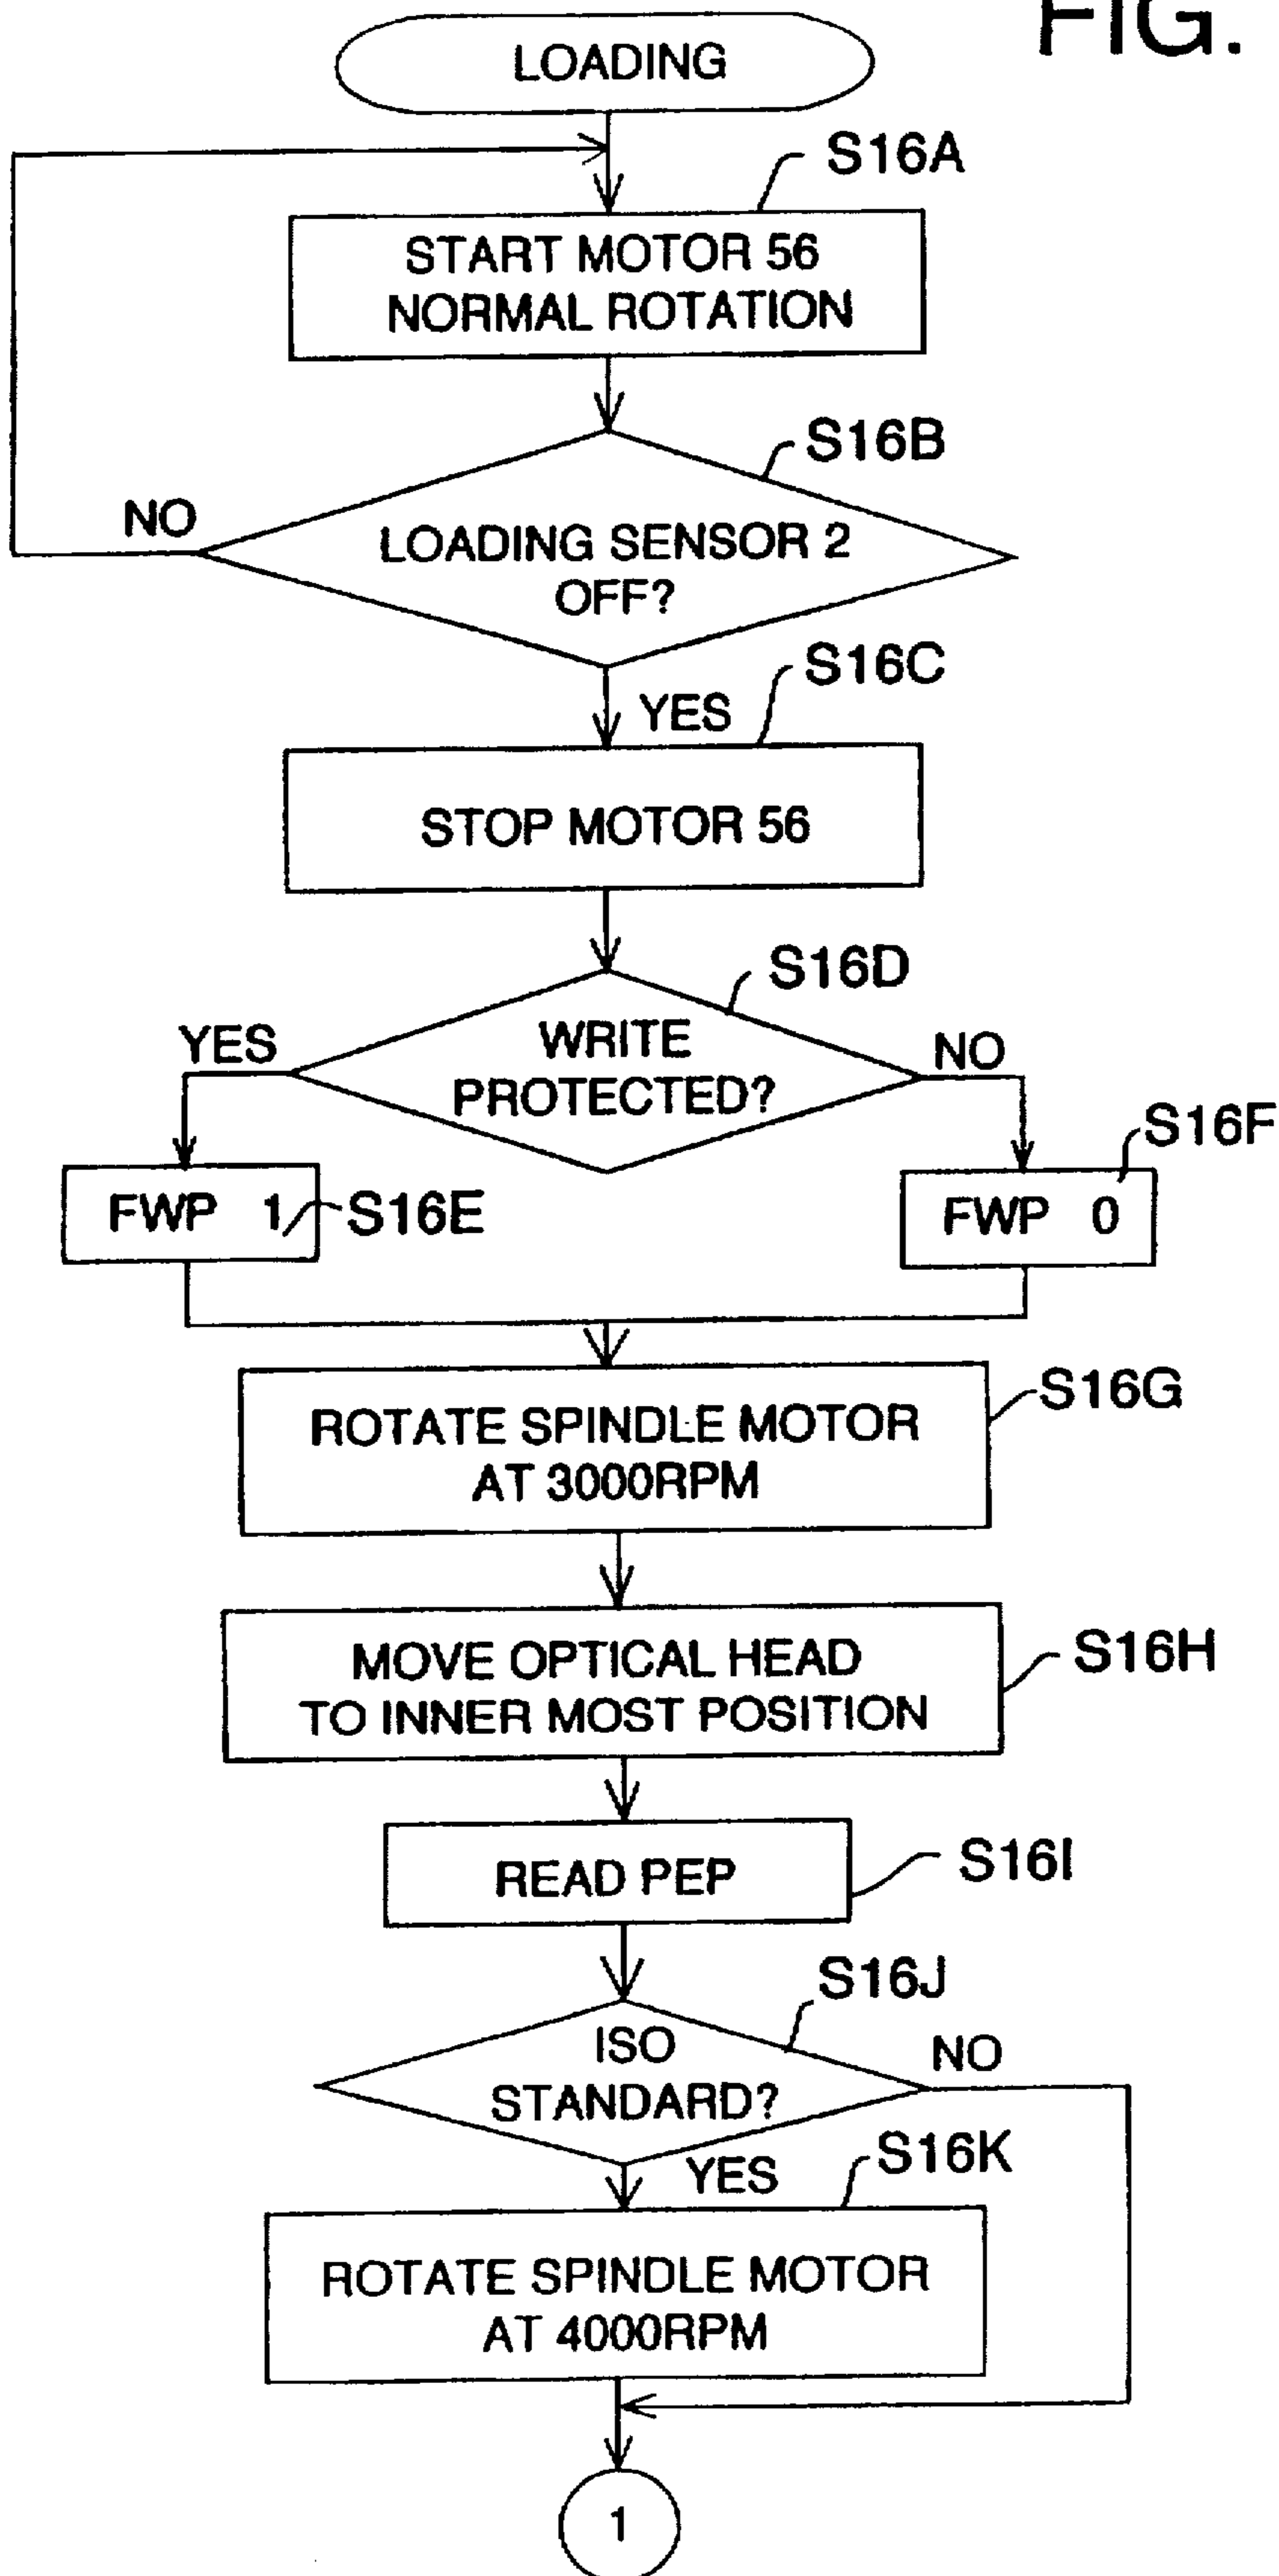 FIG.
LOADING
S16A
START MOTOR 56
NORMAL ROTATION
S16B
NO
LOADING SENSOR 2
OFF?
S16C
YES
STOP MOTOR 56
S16D
YES
WRITE
PROTECTED?
NO
S16F
FWP 1
S16E
FWP 0
S16G
ROTATE SPINDLE MOTOR
AT 3000RPM
S16H
MOVE OPTICAL HEAD
TO INNER MOST POSITION
READ PEP
S16I
S16J
ISO
STANDARD?
NO
S16K
YES
ROTATE SPINDLE MOTOR
AT 4000RPM
1